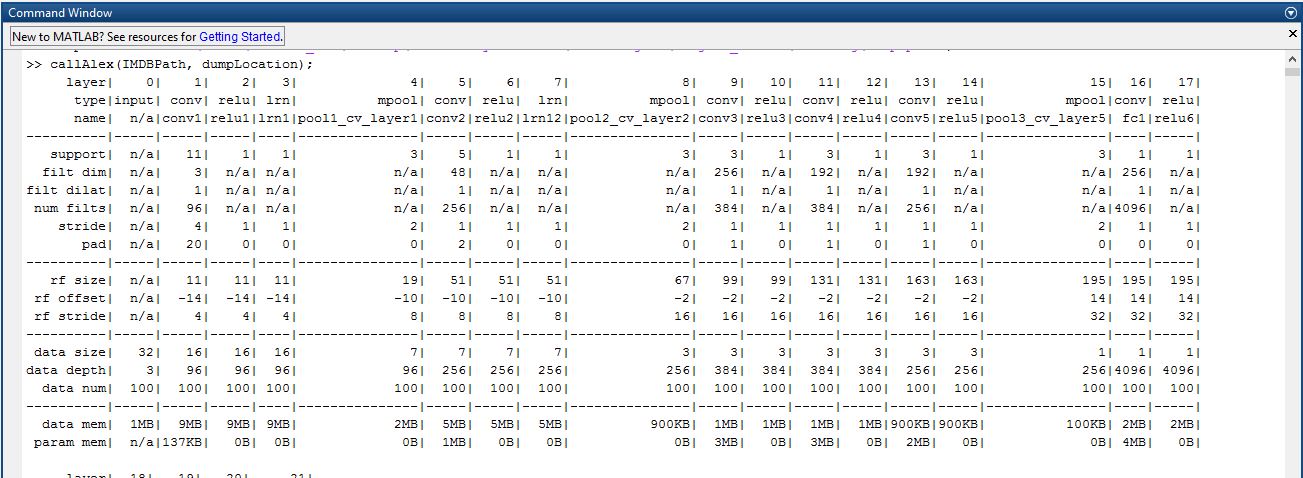 Command Window
New to MATLAB? See resources for Getting Started.
>> callAlex(IMDBPath, dumpLocation);
layer| 0| 1| 2| 3| 4| 5| 6| 7| 8| 9| 10| 11| 12| 13| 14| 15| 16| 17|
type|input| conv| relu| lrn| mpool| conv| relu| lrn| mpool| conv| relu| conv| relu| conv| relu| mpool|conv| relu|
name| n/a|conv1|relu1|lrn1|pool1_cv_layer1|conv2|relu2|lrn12|pool2_cv_layer2|conv3|relu3|conv4|relu4|conv5|relu5|pool3_cv_layer5| fc1|relu6|
----------|-----|-----|-----|----|---------------|-----|-----|-----|---------------|-----|-----|-----|-----|-----|-----|---------------|----|-----|
support| n/a| 11| 1| 1| 3| 5| 1| 1| 3| 3| 1| 3| 1| 3| 1| 3| 1| 1|
filt dim| n/a| 3| n/a| n/a| n/a| 48| n/a| n/a| n/a| 256| n/a| 192| n/a| 192| n/a| n/a| 256| n/a|
filt dilat| n/a| 1| n/a| n/a| n/a| 1| n/a| n/a| n/a| 1| n/a| 1| n/a| 1| n/a| n/a| 1| n/a|
num filts| n/a| 96| n/a| n/a| n/a| 256| n/a| n/a| n/a| 384| n/a| 384| n/a| 256| n/a| n/a|4096| n/a|
stride| n/a| 4| 1| 1| 2| 1| 1| 1| 2| 1| 1| 1| 1| 1| 1| 2| 1| 1|
pad| n/a| 20| 0| 0| 0| 2| 0| 0| 0| 1| 0| 1| 0| 1| 0| 0| 0| 0|
----------|-----|-----|-----|----|---------------|-----|-----|-----|---------------|-----|-----|-----|-----|-----|-----|---------------|----|-----|
rf size| n/a| 11| 11| 11| 19| 51| 51| 51| 67| 99| 99| 131| 131| 163| 163| 195| 195| 195|
rf offset| n/a| -14| -14| -14| -10| -10| -10| -10| -2| -2| -2| -2| -2| -2| -2| 14| 14| 14|
rf stride| n/a| 4| 4| 4| 8| 8| 8| 8| 16| 16| 16| 16| 16| 16| 16| 32| 32| 32|
----------|-----|-----|-----|----|---------------|-----|-----|-----|---------------|-----|-----|-----|-----|-----|-----|---------------|----|-----|
data size| 32| 16| 16| 16| 7| 7| 7| 7| 3| 3| 3| 3| 3| 3| 3| 1| 1| 1|
data depth| 3| 96| 96| 96| 96| 256| 256| 256| 256| 384| 384| 384| 384| 256| 256| 256|4096| 4096|
data num| 100| 100| 100| 100| 100| 100| 100| 100| 100| 100| 100| 100| 100| 100| 100| 100| 100| 100|
----------|-----|-----|-----|----|---------------|-----|-----|-----|---------------|-----|-----|-----|-----|-----|-----|---------------|----|-----|
data mem| 1MB| 9MB| 9MB| 9MB| 2MB| 5MB| 5MB| 5MB| 900KB| 1MB| 1MB| 1MB| 1MB|900KB|900KB| 100KB| 2MB| 2MB|
param mem| n/a|137KB| 0B| 0B| 0B| 1MB| 0B| 0B| 0B| 3MB| 0B| 3MB| 0B| 2MB| 0B| 0B| 4MB| 0B|
layer| 18| 19| 20| 21|